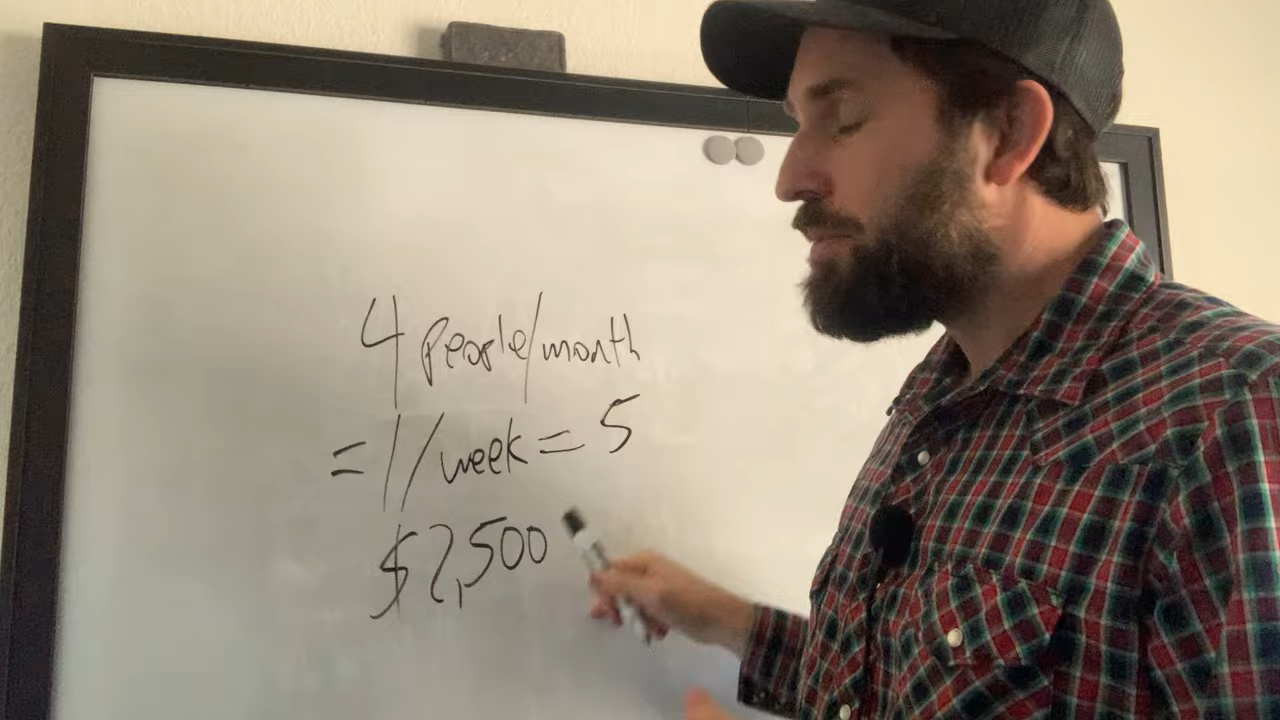 4 People/month
= 1/week = 5
$2,500